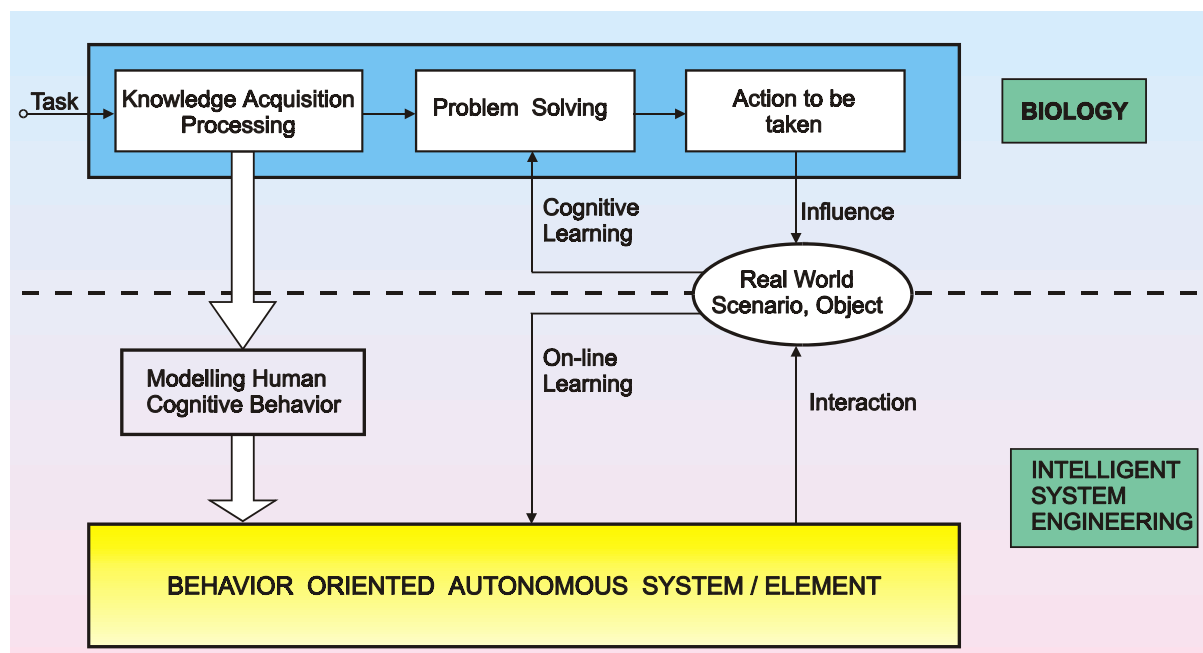 Task
Knowledge Acquisition
Processing
Problem Solving
Action to be
taken
BIOLOGY
Cognitive
Learning
Influence
Real World
Scenario, Object
On-line
Learning
Modelling Human
Cognitive Behavior
Interaction
INTELLIGENT
SYSTEM
ENGINEERING
BEHAVIOR ORIENTED AUTONOMOUS SYSTEM / ELEMENT